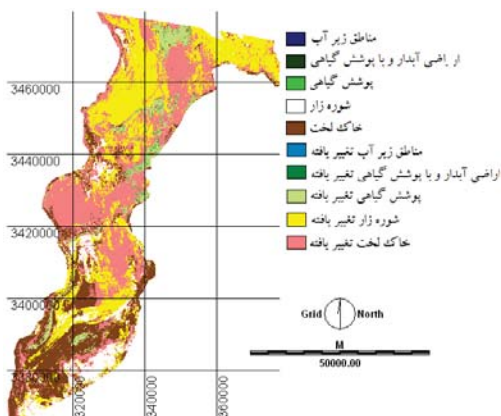 مناطق زیر آب
اراضی آبدار و با پوشش گیاهی
پوشش گیاهی
شوره زار
خاک لخت
مناطق زیر آب تغییر یافته
اراضی آبدار و با پوشش گیاهی تغییر یافته
پوشش گیاهی تغییر یافته
شوره زار تغییر یافته
خاک لخت تغییر یافته
3460000
3440000
3420000
3400000
340000
Grid North
M
50000.00